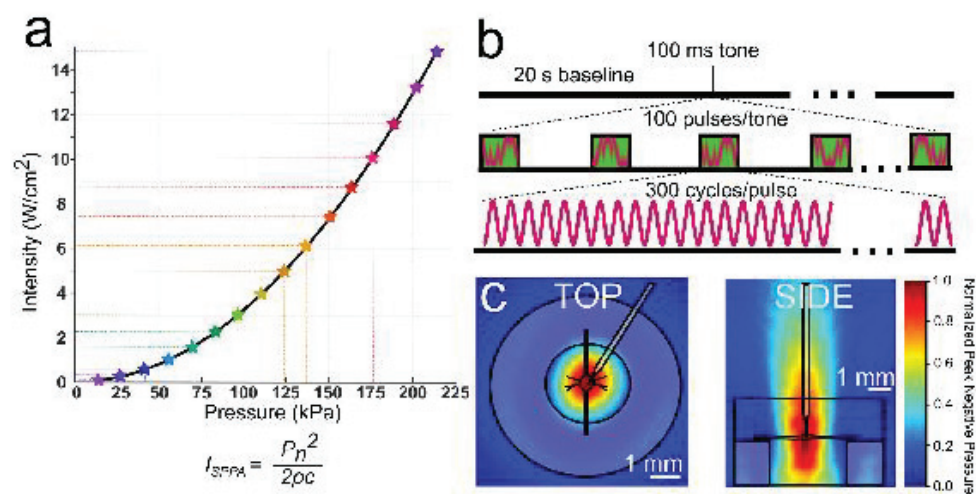 a
Intensity (W/cm²)
14
12
10
8
6
4
2
0
0 25 50 75 100 125 150 175 200 225
Pressure (kPa)
I_SPPA = Pn² / 2pc
b
100 ms tone
20 s baseline
100 pulses/tone
300 cycles/pulse
C TOP
1 mm
SIDE
1 mm
1.0
0.8
0.6
0.4
0.2
0.0
Normalized Peak Negative Pressure